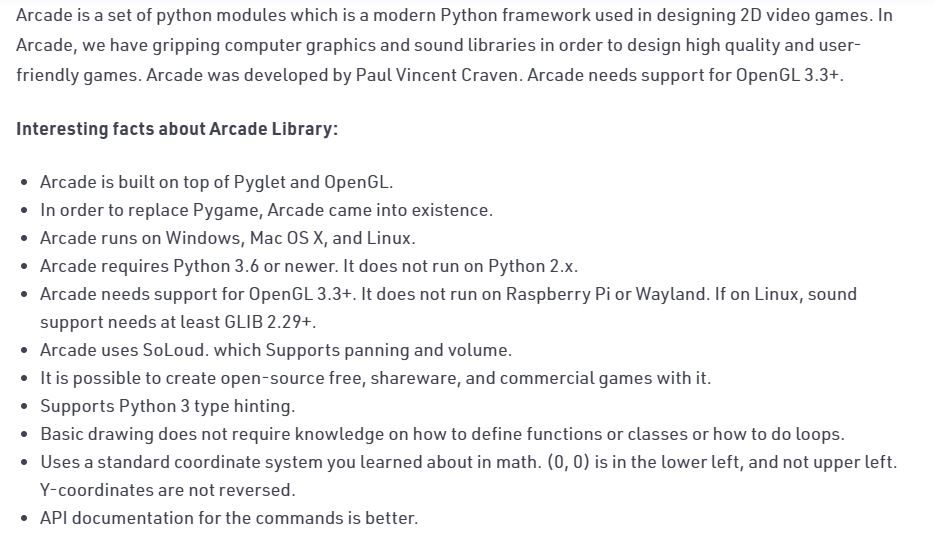 Arcade is a set of python modules which is a modern Python framework used in designing 2D video games. In
Arcade, we have gripping computer graphics and sound libraries in order to design high quality and user-
friendly games. Arcade was developed by Paul Vincent Craven. Arcade needs support for OpenGL 3.3+.
Interesting facts about Arcade Library:
• Arcade is built on top of Pyglet and OpenGL.
• In order to replace Pygame, Arcade came into existence.
• Arcade runs on Windows, Mac OS X, and Linux.
• Arcade requires Python 3.6 or newer. It does not run on Python 2.x.
• Arcade needs support for OpenGL 3.3+. It does not run on Raspberry Pi or Wayland. If on Linux, sound
support needs at least GLIB 2.29+.
• Arcade uses SoLoud. which Supports panning and volume.
• It is possible to create open-source free, shareware, and commercial games with it.
• Supports Python 3 type hinting.
• Basic drawing does not require knowledge on how to define functions or classes or how to do loops.
• Uses a standard coordinate system you learned about in math. (0, 0) is in the lower left, and not upper left.
Y-coordinates are not reversed.
• API documentation for the commands is better.